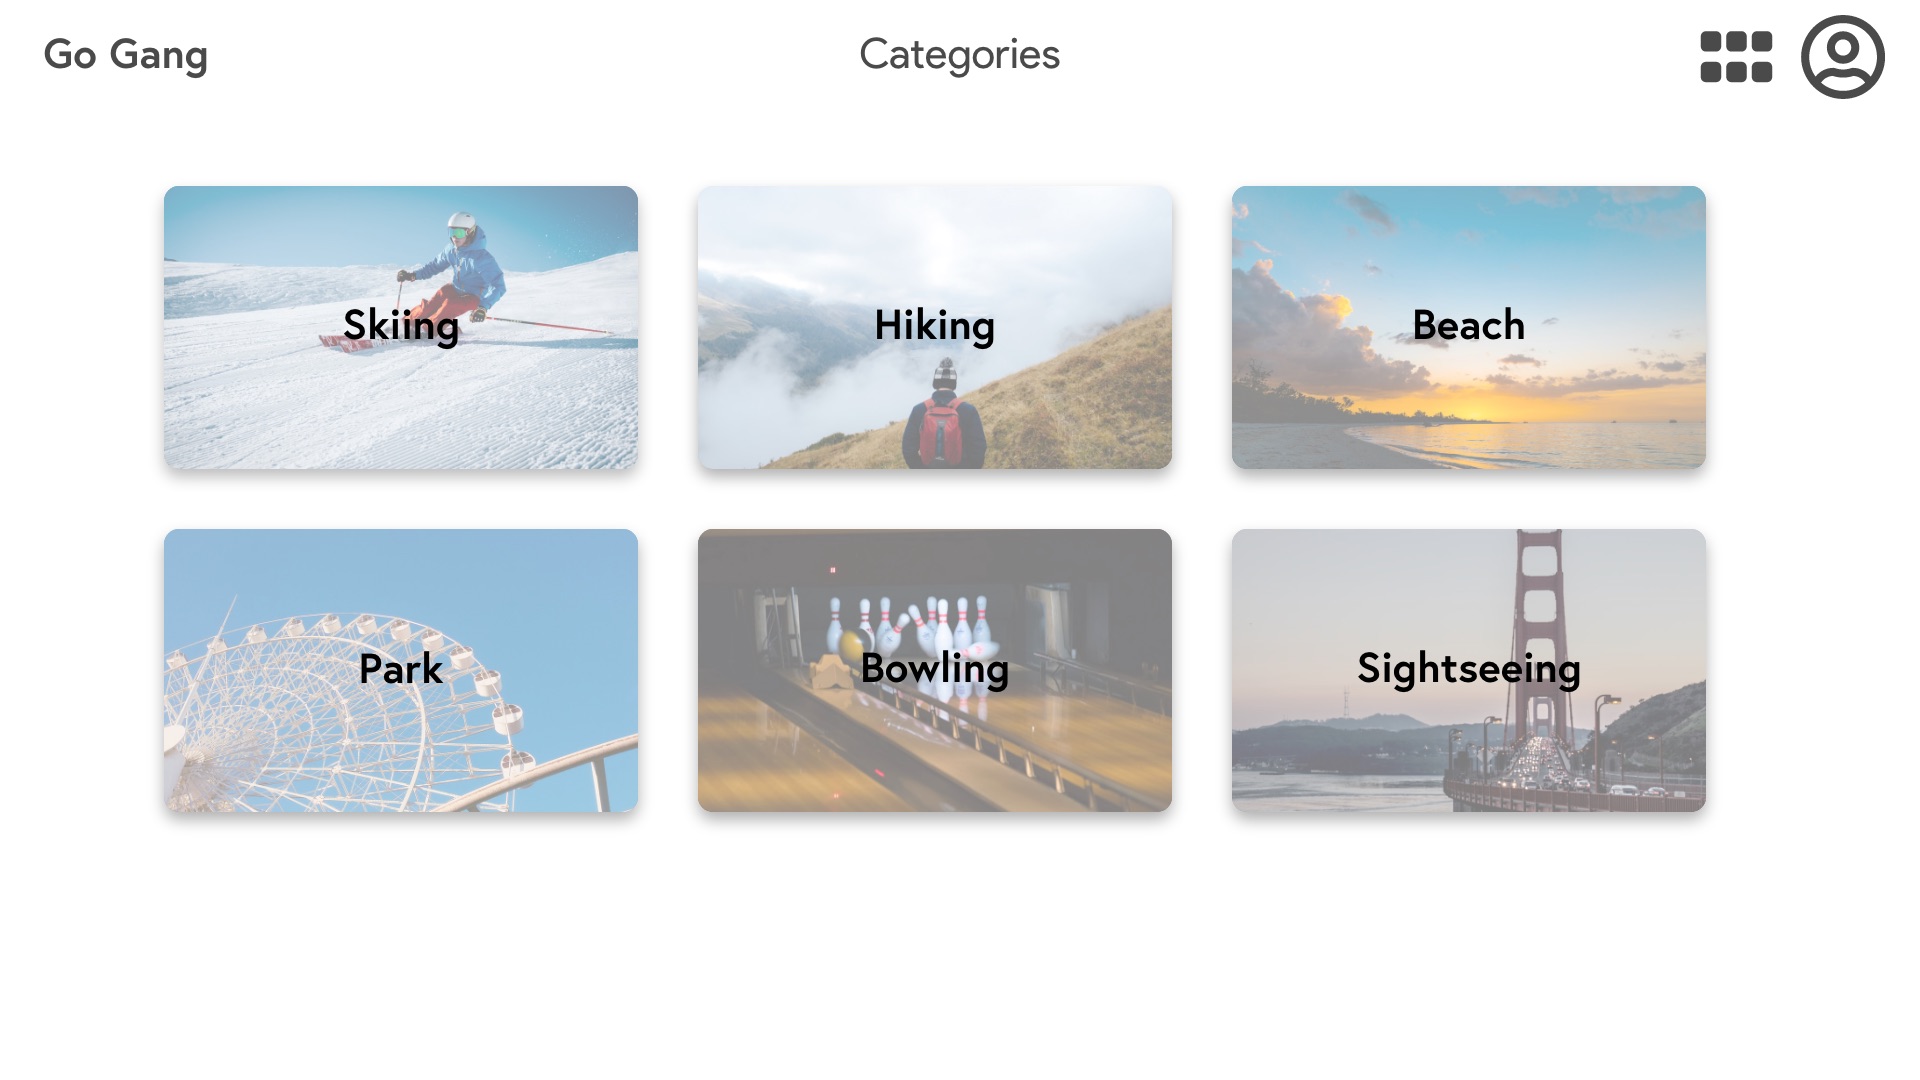 Go Gang
Categories
Skiing
Hiking
Beach
Park
Bowling
Sightseeing